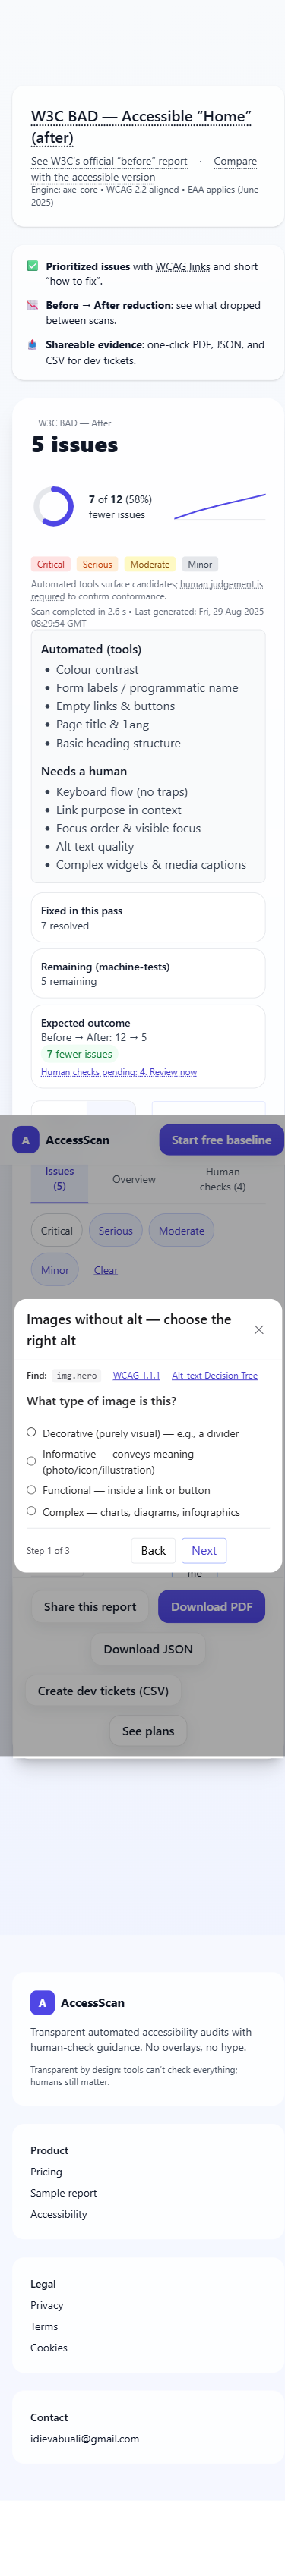 W3C BAD — Accessible “Home”
(after)
See W3C’s official “before” report · Compare
with the accessible version
Engine: axe-core • WCAG 2.2 aligned • EAA applies (June
2025)
Prioritized issues with WCAG links and short
“how to fix”.
Before → After reduction: see what dropped
between scans.
Shareable evidence: one-click PDF, JSON, and
CSV for dev tickets.
W3C BAD — After
5 issues
7 of 12 (58%)
fewer issues
Critical Serious Moderate Minor
Automated tools surface candidates; human judgement is
required to confirm conformance.
Scan completed in 2.6 s • Last generated: Fri, 29 Aug 2025
08:29:54 GMT
Automated (tools)
• Colour contrast
• Form labels / programmatic name
• Empty links & buttons
• Page title & lang
• Basic heading structure
Needs a human
• Keyboard flow (no traps)
• Link purpose in context
• Focus order & visible focus
• Alt text quality
• Complex widgets & media captions
Fixed in this pass
7 resolved
Remaining (machine-tests)
5 remaining
Expected outcome
Before → After: 12 → 5
7 fewer issues
Human checks pending: 4. Review now
A AccessScan Start free baseline
Issues
(5)
Overview
Human
checks (4)
Critical Serious Moderate
Minor Clear
Images without alt — choose the
right alt
Find: img.hero WCAG 1.1.1 Alt-text Decision Tree
What type of image is this?
Decorative (purely visual) — e.g., a divider
Informative — conveys meaning
(photo/icon/illustration)
Functional — inside a link or button
Complex — charts, diagrams, infographics
Step 1 of 3 Back Next
me
Share this report Download PDF
Download JSON
Create dev tickets (CSV)
See plans
A AccessScan
Transparent automated accessibility audits with
human-check guidance. No overlays, no hype.
Transparent by design: tools can’t check everything;
humans still matter.
Product
Pricing
Sample report
Accessibility
Legal
Privacy
Terms
Cookies
Contact
idievabuali@gmail.com